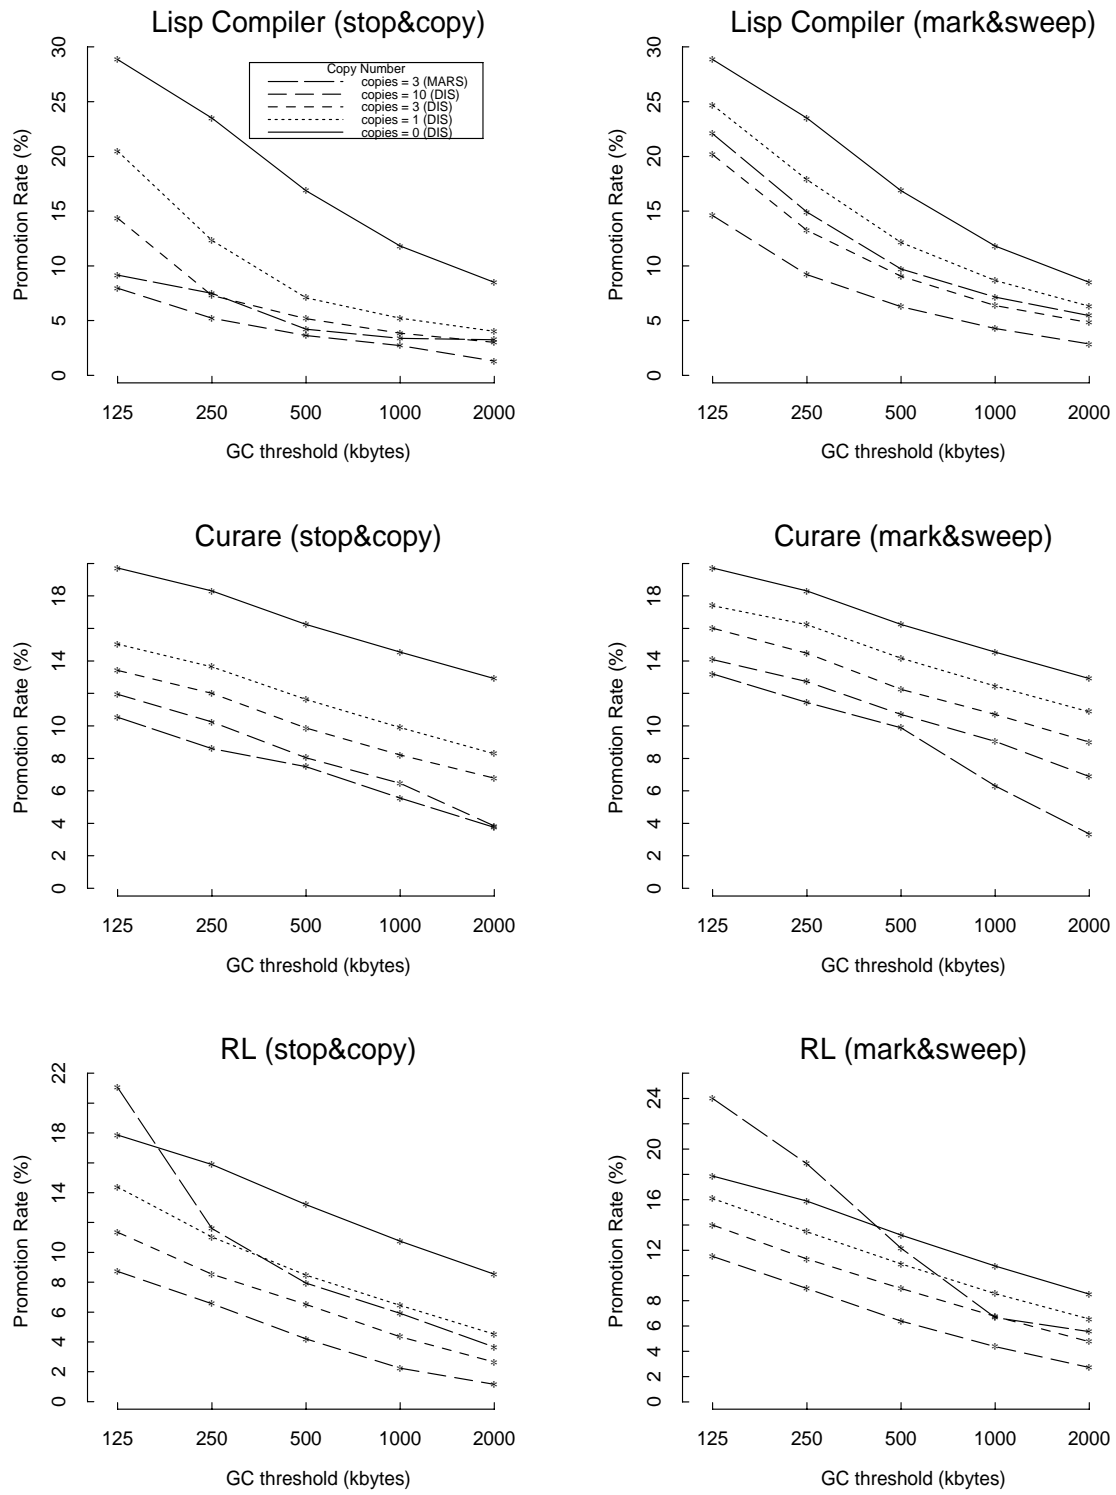 Lisp Compiler (stop&copy)
Promotion Rate (%)
30
25
20
15
10
5
0
Copy Number
copies = 3 (MARS)
copies = 10 (DIS)
copies = 3 (DIS)
copies = 1 (DIS)
copies = 0 (DIS)
125 250 500 1000 2000
GC threshold (kbytes)
Lisp Compiler (mark&sweep)
Promotion Rate (%)
30
25
20
15
10
5
0
125 250 500 1000 2000
GC threshold (kbytes)
Curare (stop&copy)
Promotion Rate (%)
18
14
10
8
6
4
2
0
125 250 500 1000 2000
GC threshold (kbytes)
Curare (mark&sweep)
Promotion Rate (%)
18
14
10
8
6
4
2
0
125 250 500 1000 2000
GC threshold (kbytes)
RL (stop&copy)
Promotion Rate (%)
22
18
14
10
8
6
4
2
0
125 250 500 1000 2000
GC threshold (kbytes)
RL (mark&sweep)
Promotion Rate (%)
24
20
16
12
8
6
4
2
0
125 250 500 1000 2000
GC threshold (kbytes)